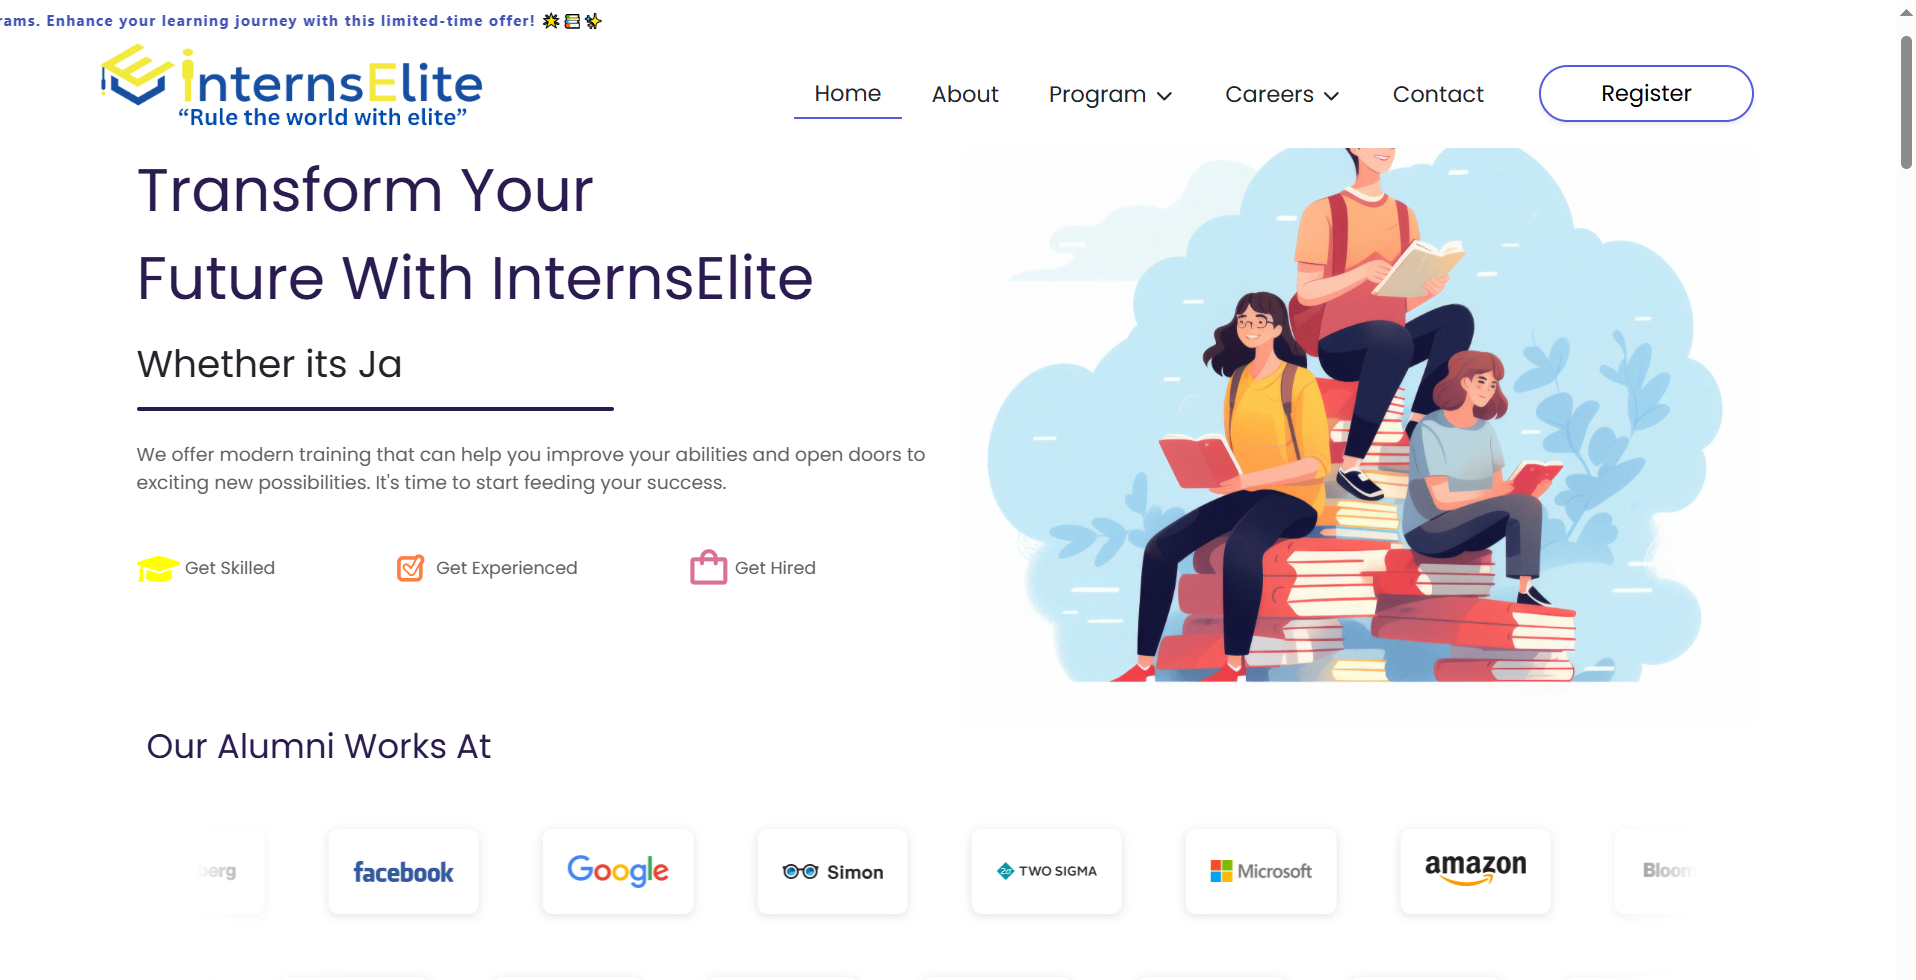 Enhance your learning journey with this limited-time offer! 🌟📚✨
internsElite
“Rule the world with elite”
Home About Program Careers Contact Register
Transform Your
Future With InternsElite
Whether its Ja
We offer modern training that can help you improve your abilities and open doors to
exciting new possibilities. It's time to start feeding your success.
Get Skilled Get Experienced Get Hired
Our Alumni Works At
berg facebook Google Simon 2σ TWO SIGMA Microsoft amazon Bloom